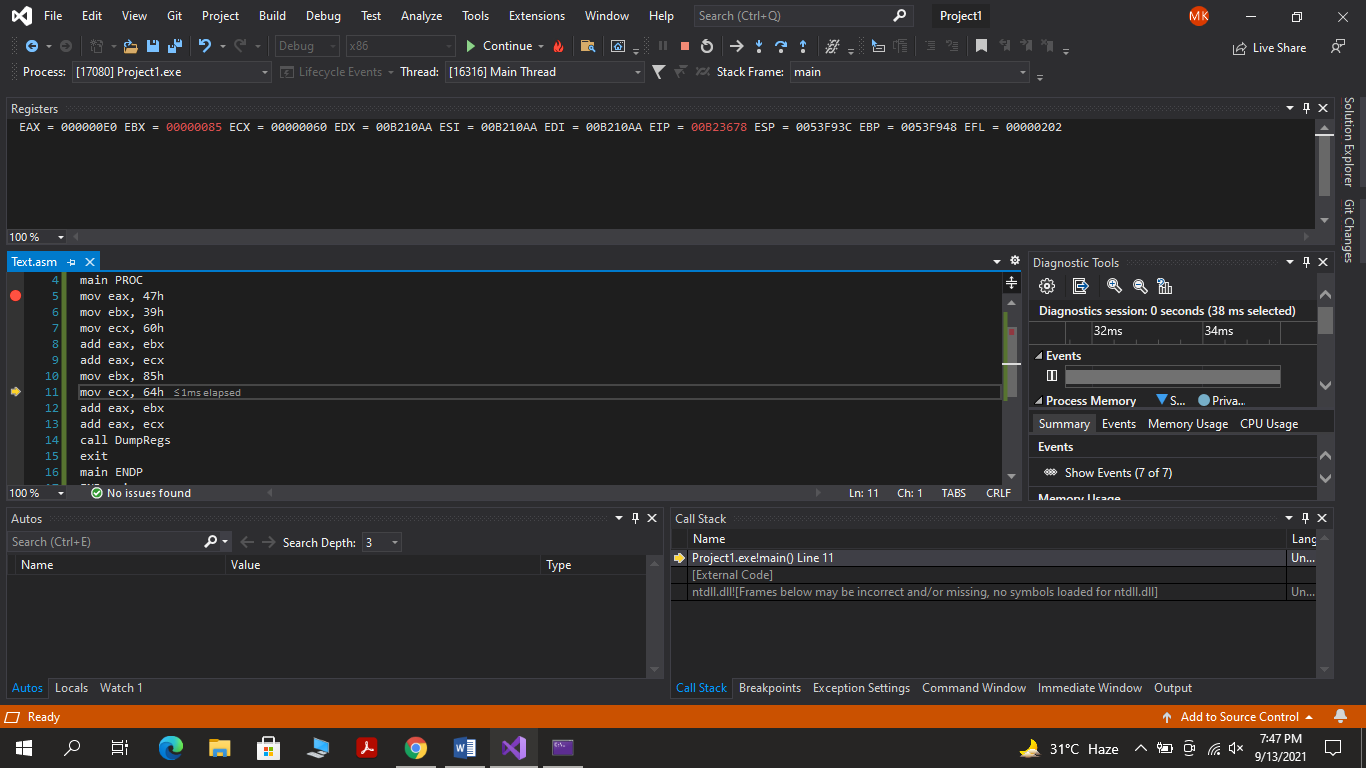 File Edit View Git Project Build Debug Test Analyze Tools Extensions Window Help Search (Ctrl+Q) Project1 MK
Debug x86 Continue Live Share
Process: [17080] Project1.exe Lifecycle Events Thread: [16316] Main Thread Stack Frame: main
Registers
EAX = 000000E0 EBX = 00000085 ECX = 00000060 EDX = 00B210AA ESI = 00B210AA EDI = 00B210AA EIP = 00B23678 ESP = 0053F93C EBP = 0053F948 EFL = 00000202
100 %
Solution Explorer
Git Changes
Text.asm
4 main PROC
5 mov eax, 47h
6 mov ebx, 39h
7 mov ecx, 60h
8 add eax, ebx
9 add eax, ecx
10 mov ebx, 85h
11 mov ecx, 64h ≤1ms elapsed
12 add eax, ebx
13 add eax, ecx
14 call DumpRegs
15 exit
16 main ENDP
100 % No issues found Ln: 11 Ch: 1 TABS CRLF
Diagnostic Tools
Diagnostics session: 0 seconds (38 ms selected)
32ms 34ms
Events
Process Memory S... Priva...
Summary Events Memory Usage CPU Usage
Events
Show Events (7 of 7)
Memory Usage
Autos
Search (Ctrl+E) Search Depth: 3
Name Value Type
Autos Locals Watch 1
Call Stack
Name Lang
Project1.exe!main() Line 11 Un...
[External Code]
ntdll.dll![Frames below may be incorrect and/or missing, no symbols loaded for ntdll.dll] Un...
Call Stack Breakpoints Exception Settings Command Window Immediate Window Output
Ready Add to Source Control
31°C Haze 7:47 PM
9/13/2021